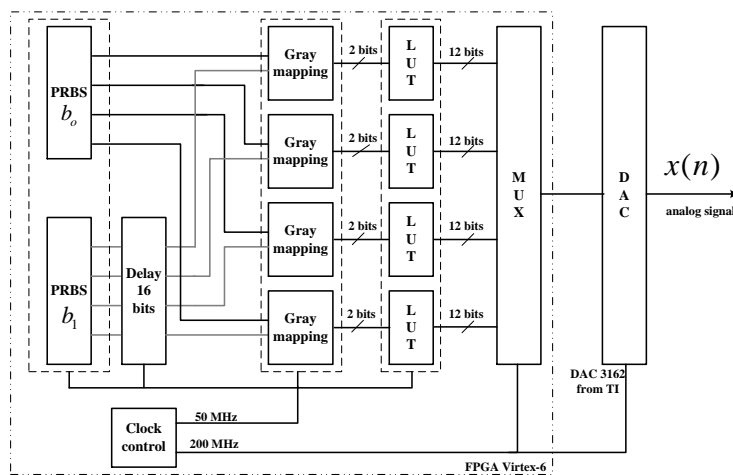 PRBS
b_o
PRBS
b_1
Delay
16
bits
Gray
mapping
Gray
mapping
Gray
mapping
Gray
mapping
2 bits
2 bits
2 bits
2 bits
L
U
T
L
U
T
L
U
T
L
U
T
12 bits
12 bits
12 bits
12 bits
M
U
X
D
A
C
x(n)
analog signal
DAC 3162
from TI
Clock
control
50 MHz
200 MHz
FPGA Virtex-6